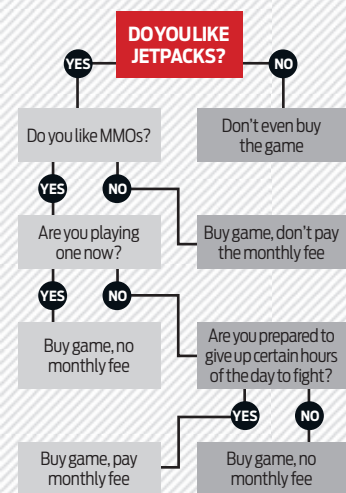 DO YOU LIKE
JETPACKS?
YES
NO
Do you like MMOs?
Don't even buy
the game
YES
NO
Are you playing
one now?
Buy game, don't pay
the monthly fee
YES
NO
Buy game, no
monthly fee
Are you prepared to
give up certain hours
of the day to fight?
YES
NO
Buy game, pay
monthly fee
Buy game, no
monthly fee